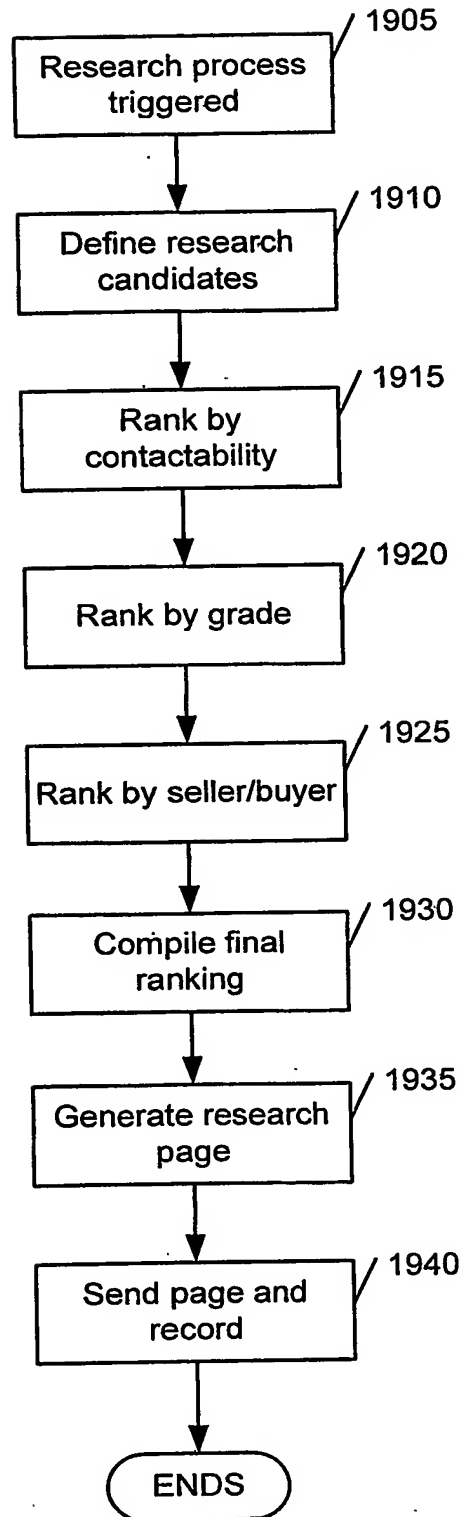 1905
Research process
triggered
1910
Define research
candidates
1915
Rank by
contactability
1920
Rank by grade
1925
Rank by seller/buyer
1930
Compile final
ranking
1935
Generate research
page
1940
Send page and
record
ENDS